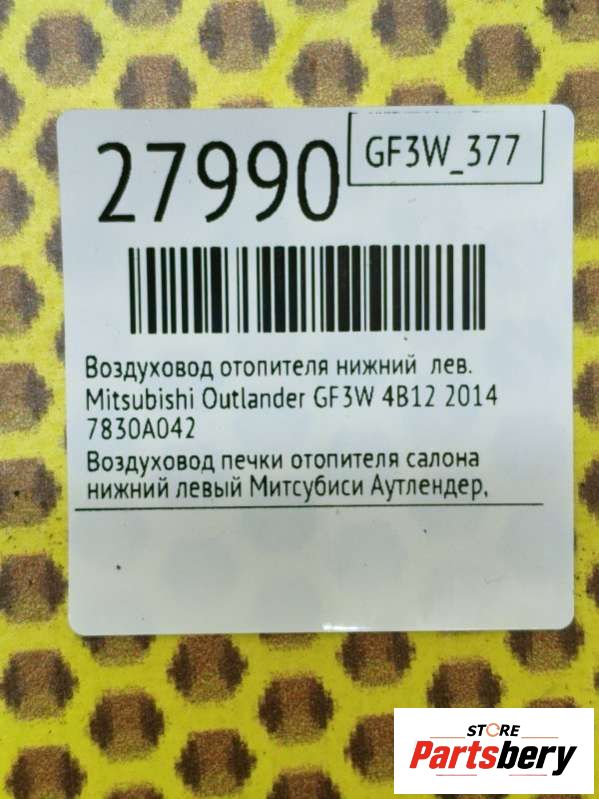 27990
GF3W_377
Воздуховод отопителя нижний лев.
Mitsubishi Outlander GF3W 4B12 2014
7830A042
Воздуховод печки отопителя салона
нижний левый Митсубиси Аутлендер,
STORE
Partsbery